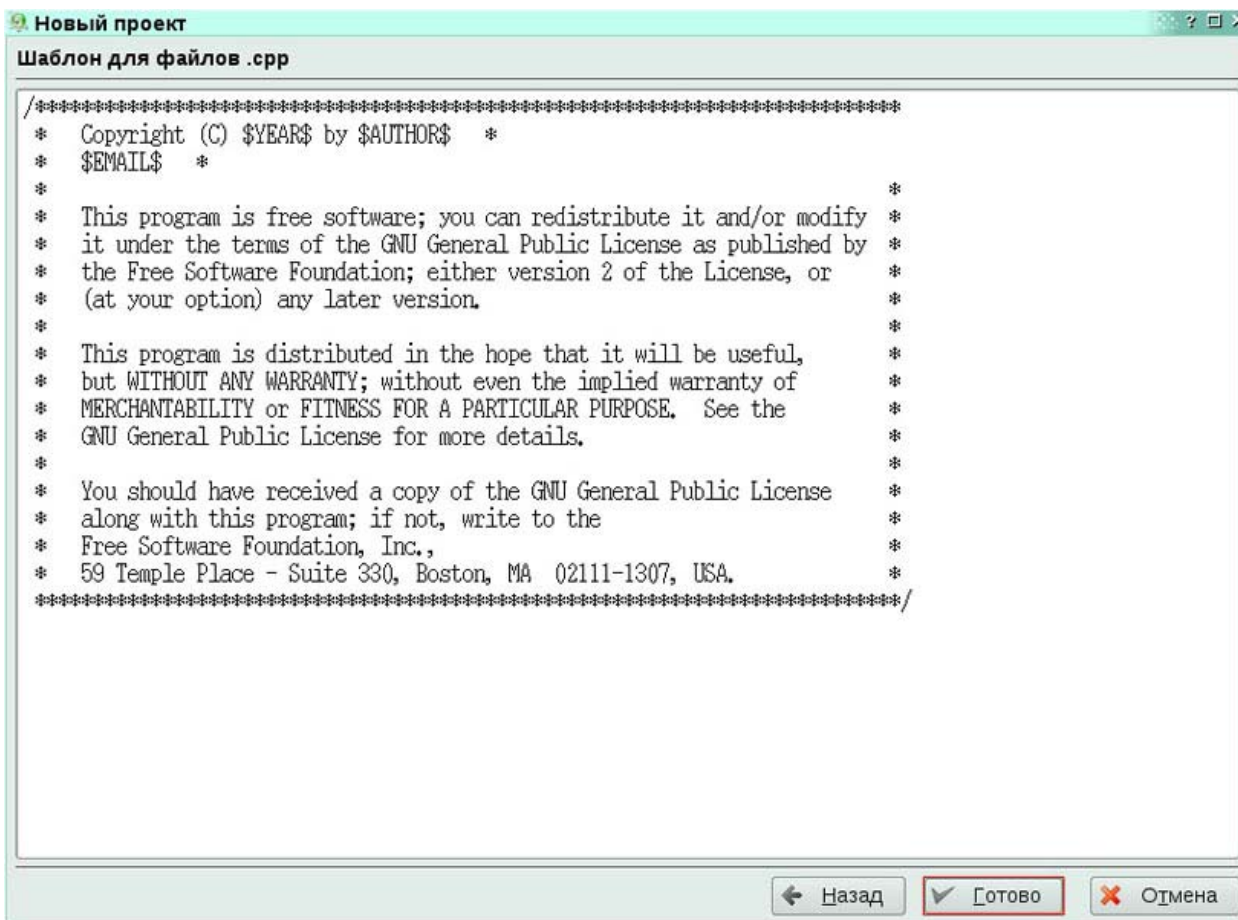 Новый проект
Шаблон для файлов .cpp
/***************************************************************************
* Copyright (C) $YEAR$ by $AUTHOR$ *
* $EMAIL$ *
* *
* This program is free software; you can redistribute it and/or modify *
* it under the terms of the GNU General Public License as published by *
* the Free Software Foundation; either version 2 of the License, or *
* (at your option) any later version. *
* *
* This program is distributed in the hope that it will be useful, *
* but WITHOUT ANY WARRANTY; without even the implied warranty of *
* MERCHANTABILITY or FITNESS FOR A PARTICULAR PURPOSE. See the *
* GNU General Public License for more details. *
* *
* You should have received a copy of the GNU General Public License *
* along with this program; if not, write to the *
* Free Software Foundation, Inc., *
* 59 Temple Place - Suite 330, Boston, MA 02111-1307, USA. *
***************************************************************************/
Назад Готово Отмена